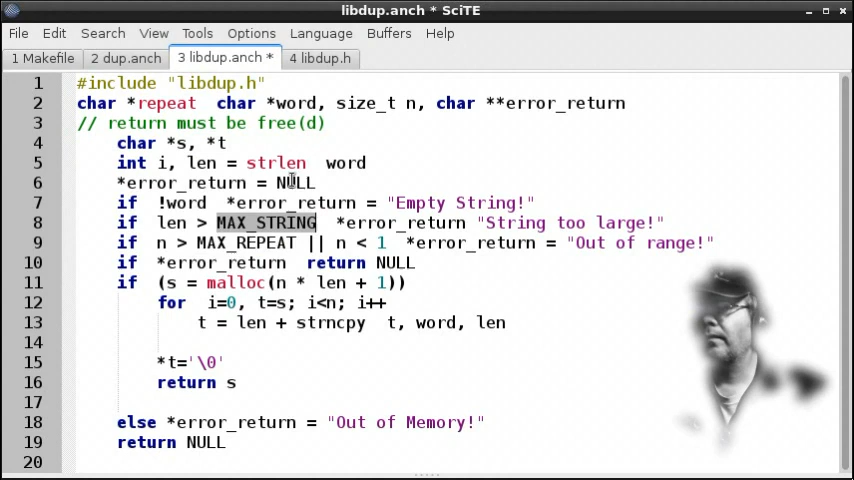 libdup.anch * SciTE
File Edit Search View Tools Options Language Buffers Help
1 Makefile 2 dup.anch 3 libdup.anch * 4 libdup.h
1 #include "libdup.h"
2 char *repeat  char *word, size_t n, char **error_return
3 // return must be free(d)
4     char *s, *t
5     int i, len = strlen  word
6     *error_return = NULL
7     if  !word  *error_return = "Empty String!"
8     if  len > MAX_STRING  *error_return "String too large!"
9     if  n > MAX_REPEAT || n < 1  *error_return = "Out of range!"
10     if  *error_return  return NULL
11     if  (s = malloc(n * len + 1))
12         for  i=0, t=s; i<n; i++
13             t = len + strncpy  t, word, len
14
15         *t='\0'
16         return s
17
18     else *error_return = "Out of Memory!"
19     return NULL
20